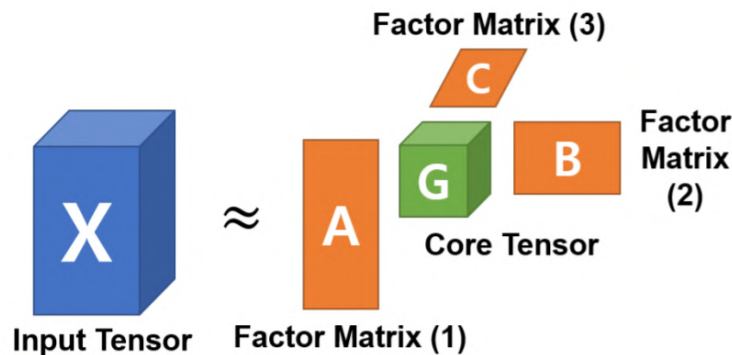 Factor Matrix (3)
C
X
≈
A
G
B
Factor
Matrix
(2)
Core Tensor
Input Tensor
Factor Matrix (1)